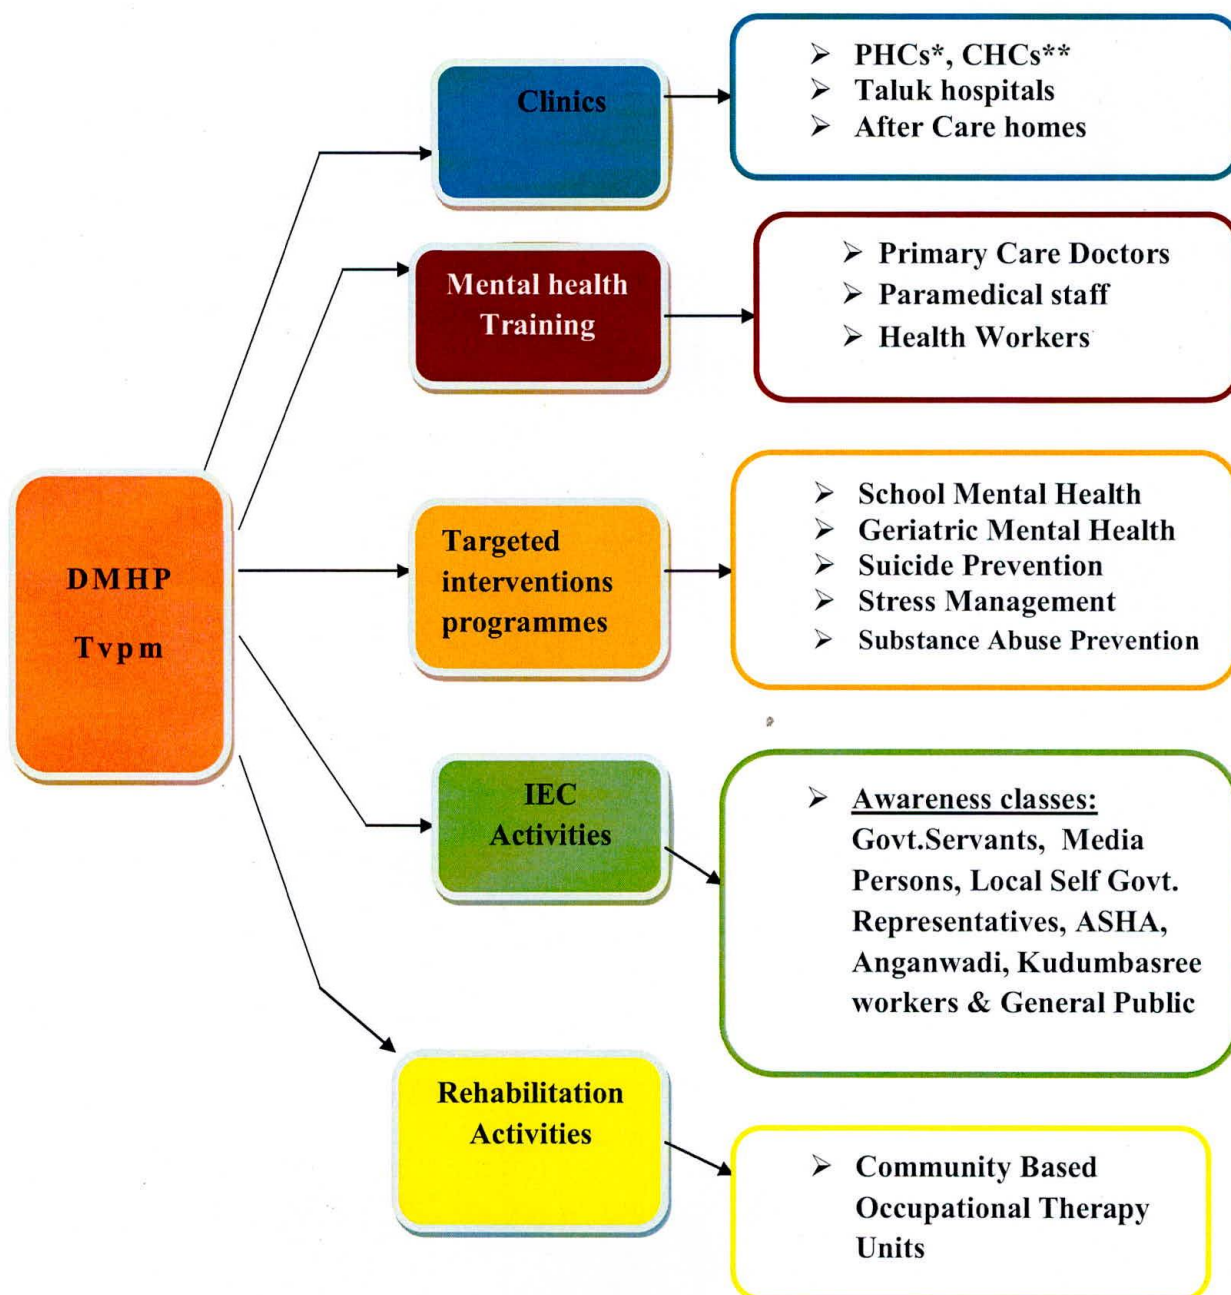 Clinics
➢ PHCs*, CHCs**
➢ Taluk hospitals
➢ After Care homes
Mental health
Training
➢ Primary Care Doctors
➢ Paramedical staff
➢ Health Workers
DMHP
Tvpm
Targeted
interventions
programmes
➢ School Mental Health
➢ Geriatric Mental Health
➢ Suicide Prevention
➢ Stress Management
➢ Substance Abuse Prevention
IEC
Activities
➢ Awareness classes:
Govt.Servants, Media
Persons, Local Self Govt.
Representatives, ASHA,
Anganwadi, Kudumbasree
workers & General Public
Rehabilitation
Activities
➢ Community Based
Occupational Therapy
Units